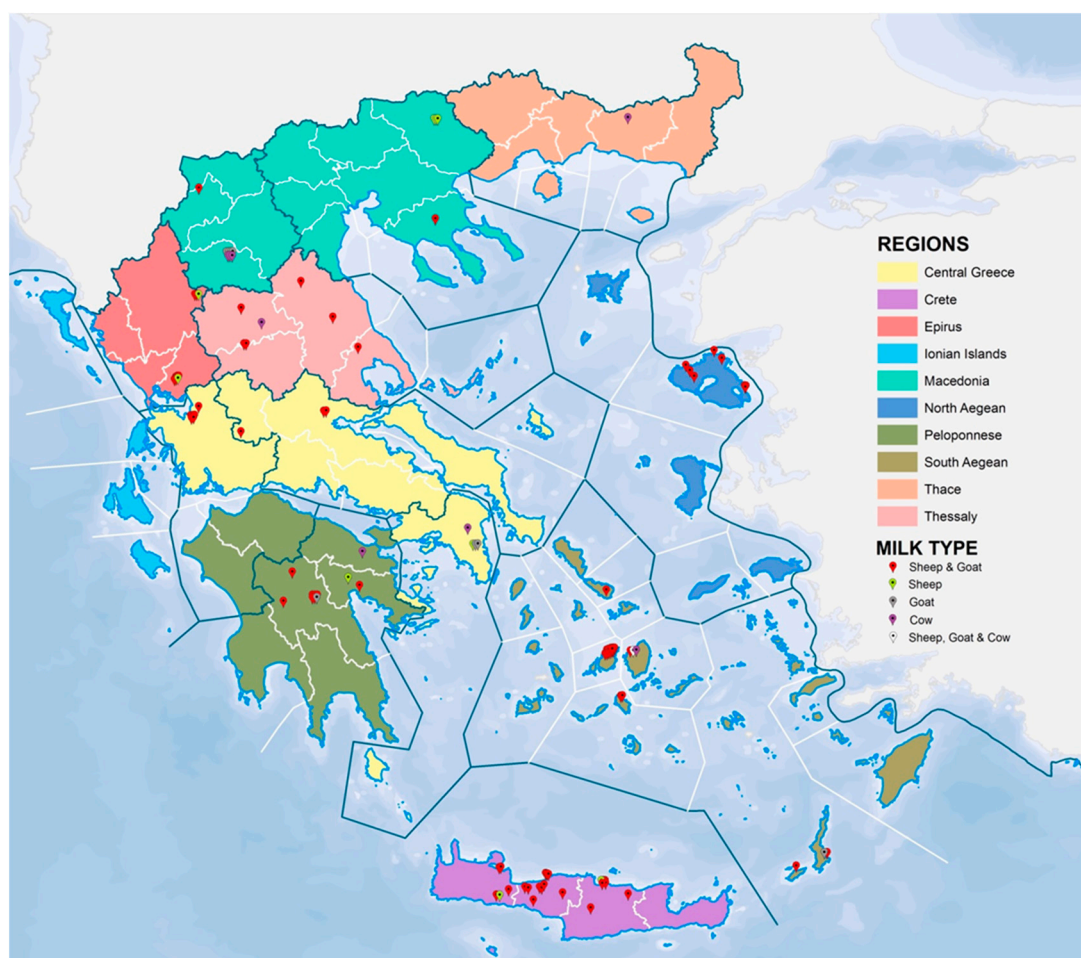 REGIONS
Central Greece
Crete
Epirus
Ionian Islands
Macedonia
North Aegean
Peloponnese
South Aegean
Thace
Thessaly
MILK TYPE
Sheep & Goat
Sheep
Goat
Cow
Sheep, Goat & Cow